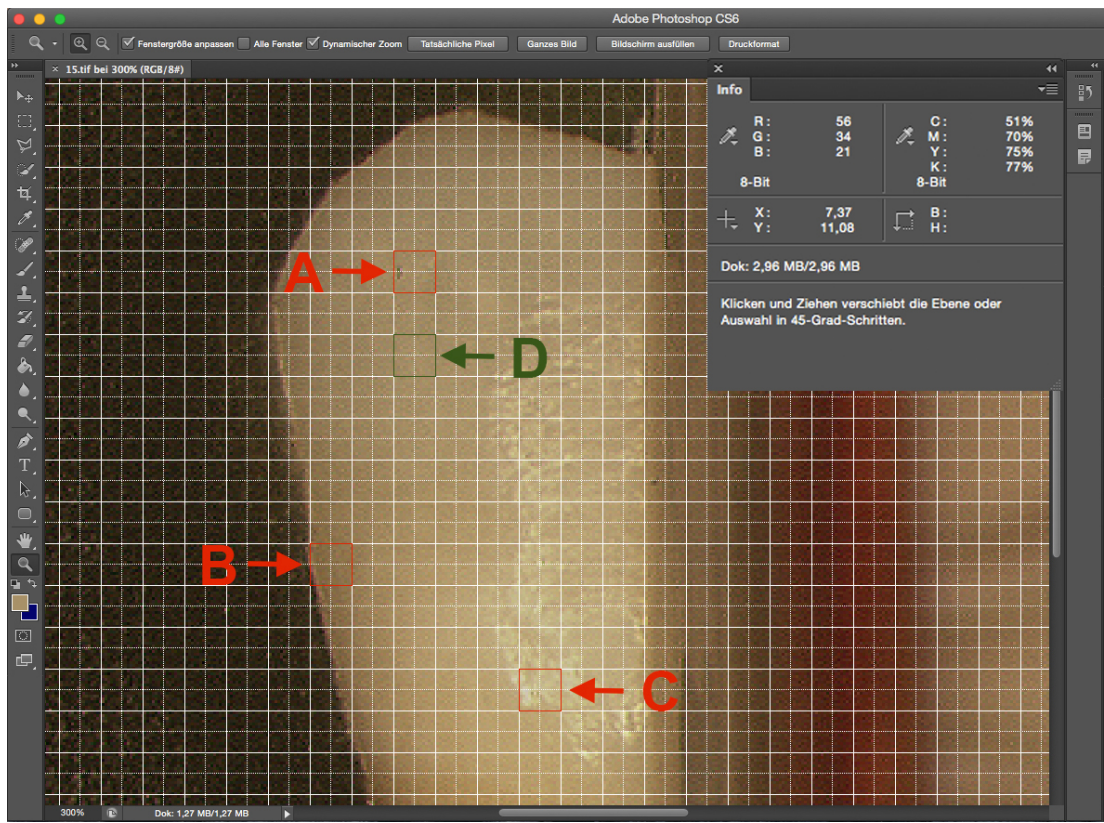 Adobe Photoshop CS6
Fenstergröße anpassen Alle Fenster Dynamischer Zoom Tatsächliche Pixel Ganzes Bild Bildschirm ausfüllen Druckformat
× 15.tif bei 300% (RGB/8#)
Info
R: 56 C: 51%
G: 34 M: 70%
B: 21 Y: 75%
K: 77%
8-Bit 8-Bit
X: 7,37 B:
Y: 11,08 H:
Dok: 2,96 MB/2,96 MB
Klicken und Ziehen verschiebt die Ebene oder
Auswahl in 45-Grad-Schritten.
A
D
B
C
300% Dok: 1,27 MB/1,27 MB